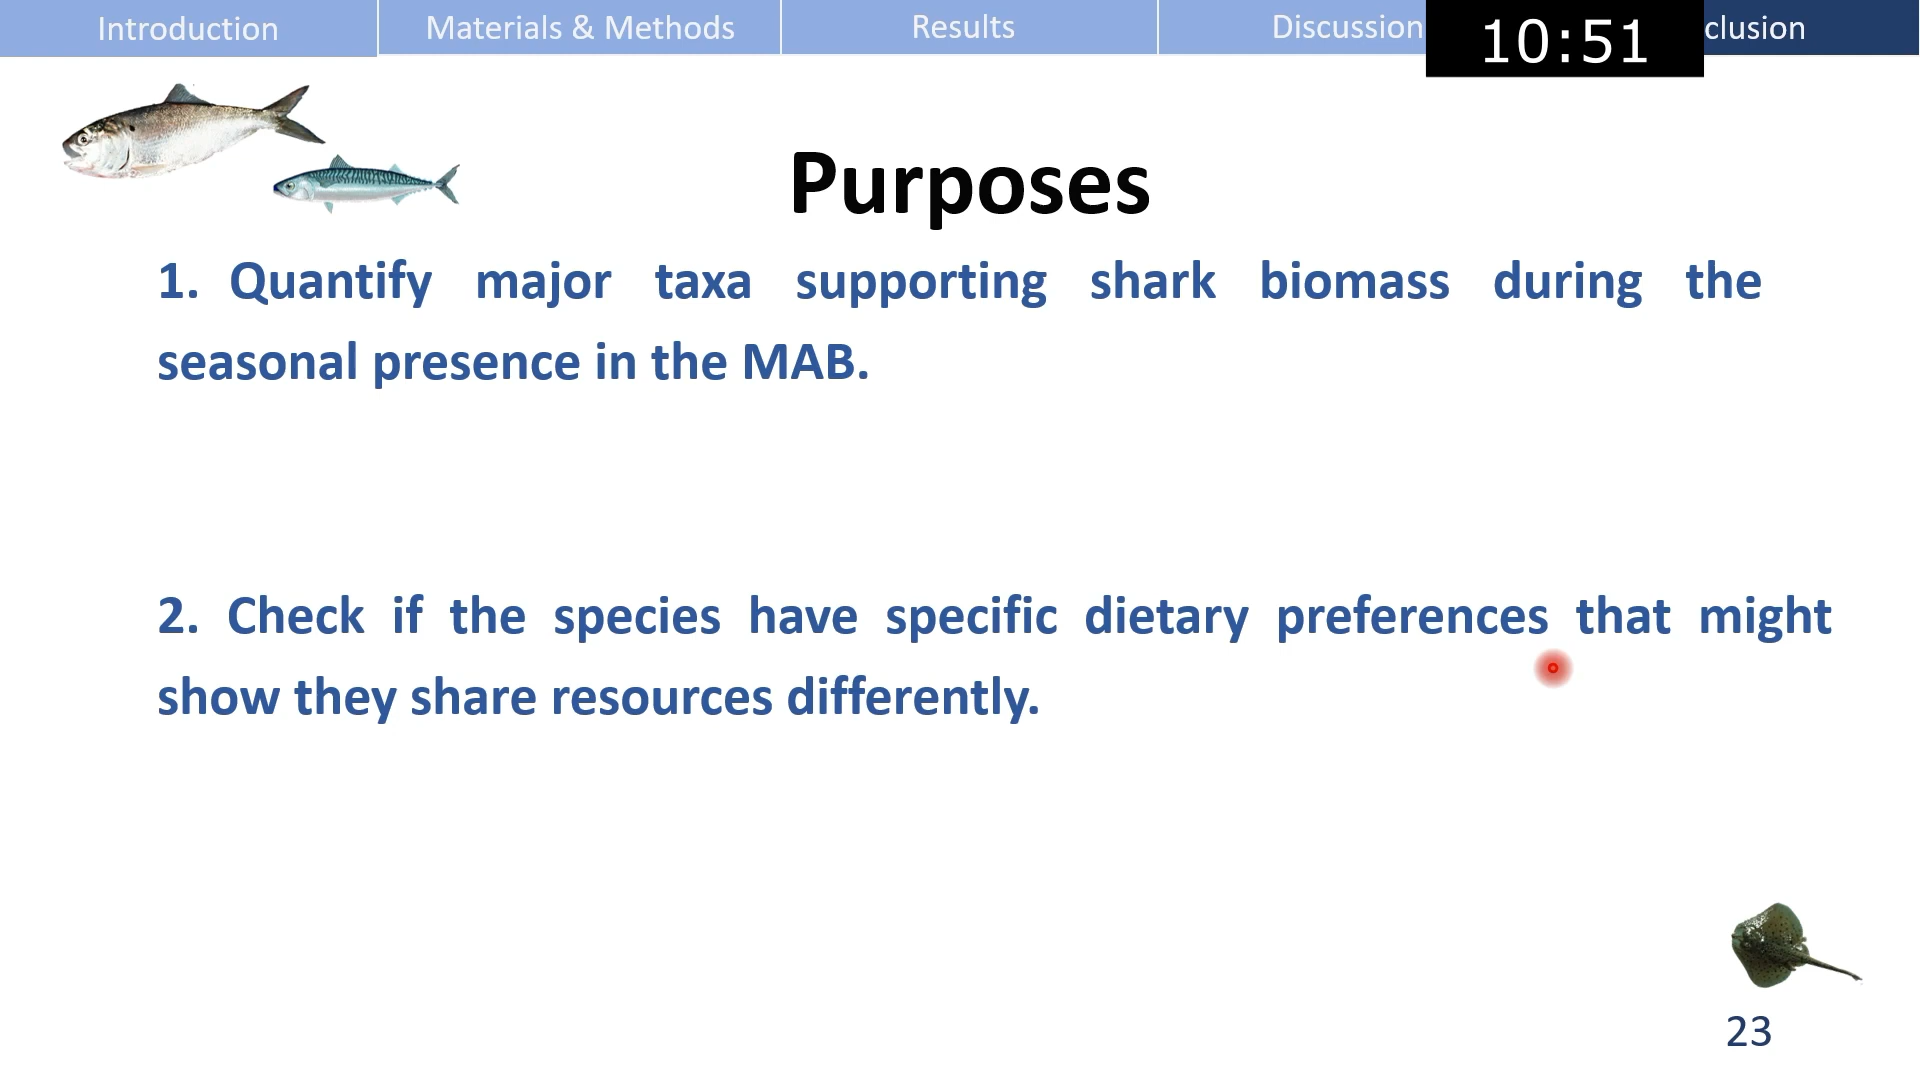 Introduction
Materials & Methods
Results
Discussion
10:51
clusion
Purposes
1. Quantify major taxa supporting shark biomass during the
seasonal presence in the MAB.
2. Check if the species have specific dietary preferences that might
show they share resources differently.
23